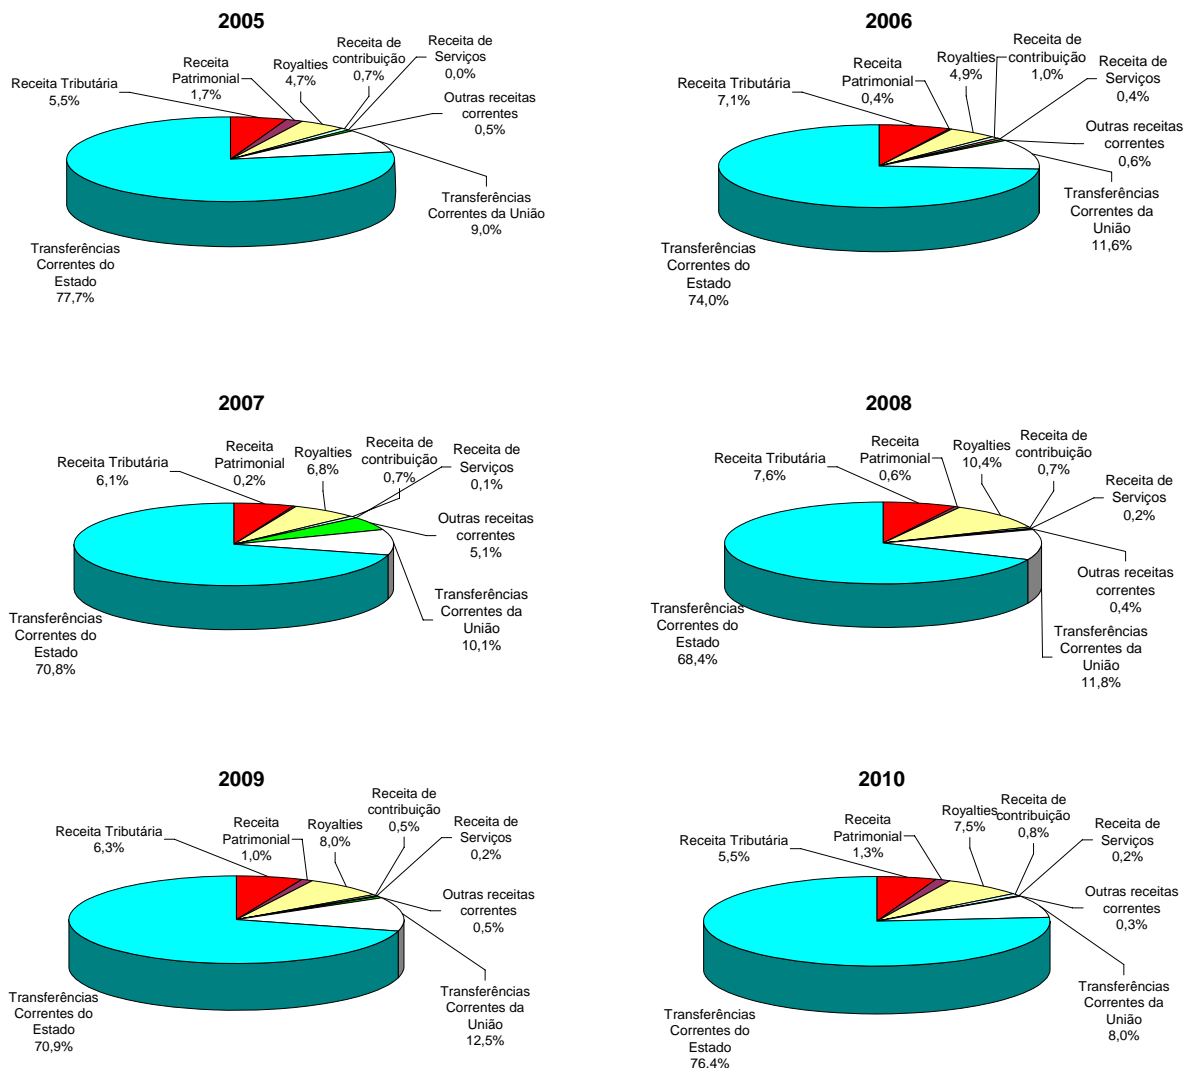 2005
Receita Tributária
5,5%
Receita
Patrimonial
1,7%
Royalties
4,7%
Receita de
contribuição
0,7%
Receita de
Serviços
0,0%
Outras receitas
correntes
0,5%
Transferências
Correntes da União
9,0%
Transferências
Correntes do
Estado
77,7%
2006
Receita Tributária
7,1%
Receita
Patrimonial
0,4%
Royalties
4,9%
Receita de
contribuição
1,0%
Receita de
Serviços
0,4%
Outras receitas
correntes
0,6%
Transferências
Correntes da
União
11,6%
Transferências
Correntes do
Estado
74,0%
2007
Receita Tributária
6,1%
Receita
Patrimonial
0,2%
Royalties
6,8%
Receita de
contribuição
0,7%
Receita de
Serviços
0,1%
Outras receitas
correntes
5,1%
Transferências
Correntes da
União
10,1%
Transferências
Correntes do
Estado
70,8%
2008
Receita Tributária
7,6%
Receita
Patrimonial
0,6%
Royalties
10,4%
Receita de
contribuição
0,7%
Receita de
Serviços
0,2%
Outras receitas
correntes
0,4%
Transferências
Correntes da
União
11,8%
Transferências
Correntes do
Estado
68,4%
2009
Receita Tributária
6,3%
Receita
Patrimonial
1,0%
Royalties
8,0%
Receita de
contribuição
0,5%
Receita de
Serviços
0,2%
Outras receitas
correntes
0,5%
Transferências
Correntes da
União
12,5%
Transferências
Correntes do
Estado
70,9%
2010
Receita Tributária
5,5%
Receita
Patrimonial
1,3%
Royalties
7,5%
Receita de
contribuição
0,8%
Receita de
Serviços
0,2%
Outras receitas
correntes
0,3%
Transferências
Correntes da
União
8,0%
Transferências
Correntes do
Estado
76,4%